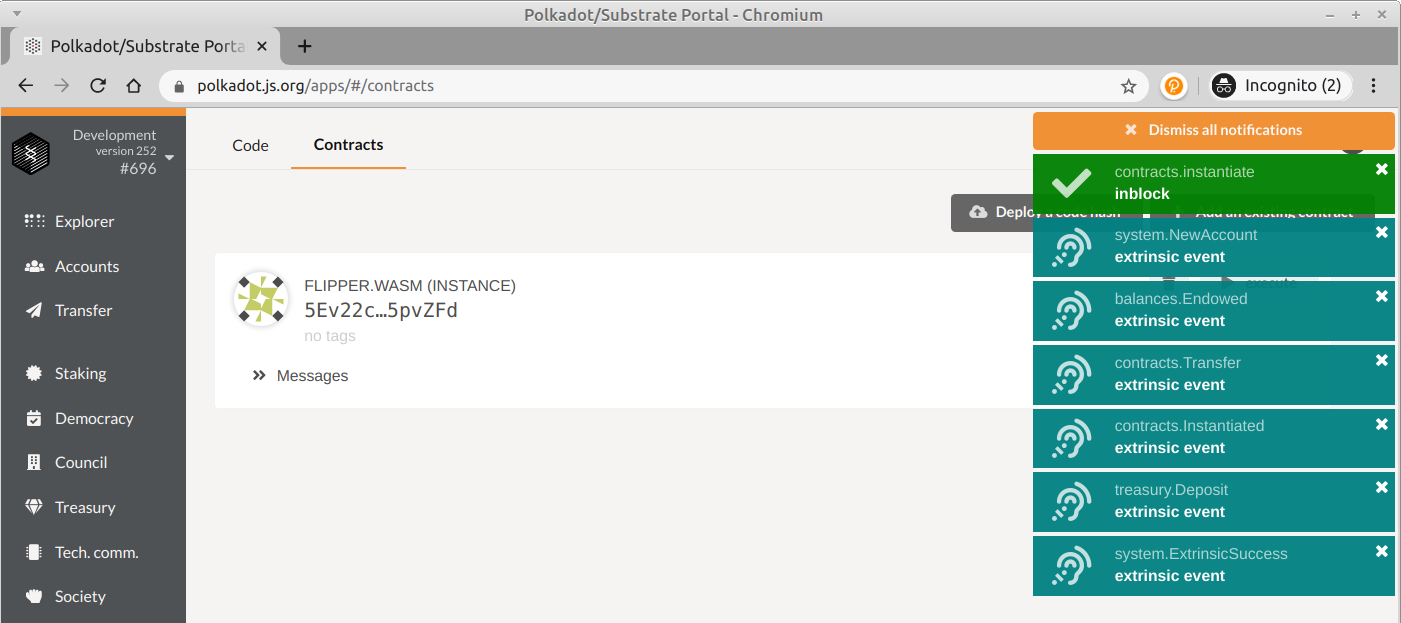 Polkadot/Substrate Portal - Chromium
Polkadot/Substrate Porta
polkadot.js.org/apps/#/contracts
Incognito (2)
Development
version 252
#696
Explorer
Accounts
Transfer
Staking
Democracy
Council
Treasury
Tech. comm.
Society
Code
Contracts
Deploy a code hash
Add an existing contract
FLIPPER.WASM (INSTANCE)
5Ev22c…5pvZFd
no tags
execute
Messages
Dismiss all notifications
contracts.instantiate
inblock
system.NewAccount
extrinsic event
balances.Endowed
extrinsic event
contracts.Transfer
extrinsic event
contracts.Instantiated
extrinsic event
treasury.Deposit
extrinsic event
system.ExtrinsicSuccess
extrinsic event